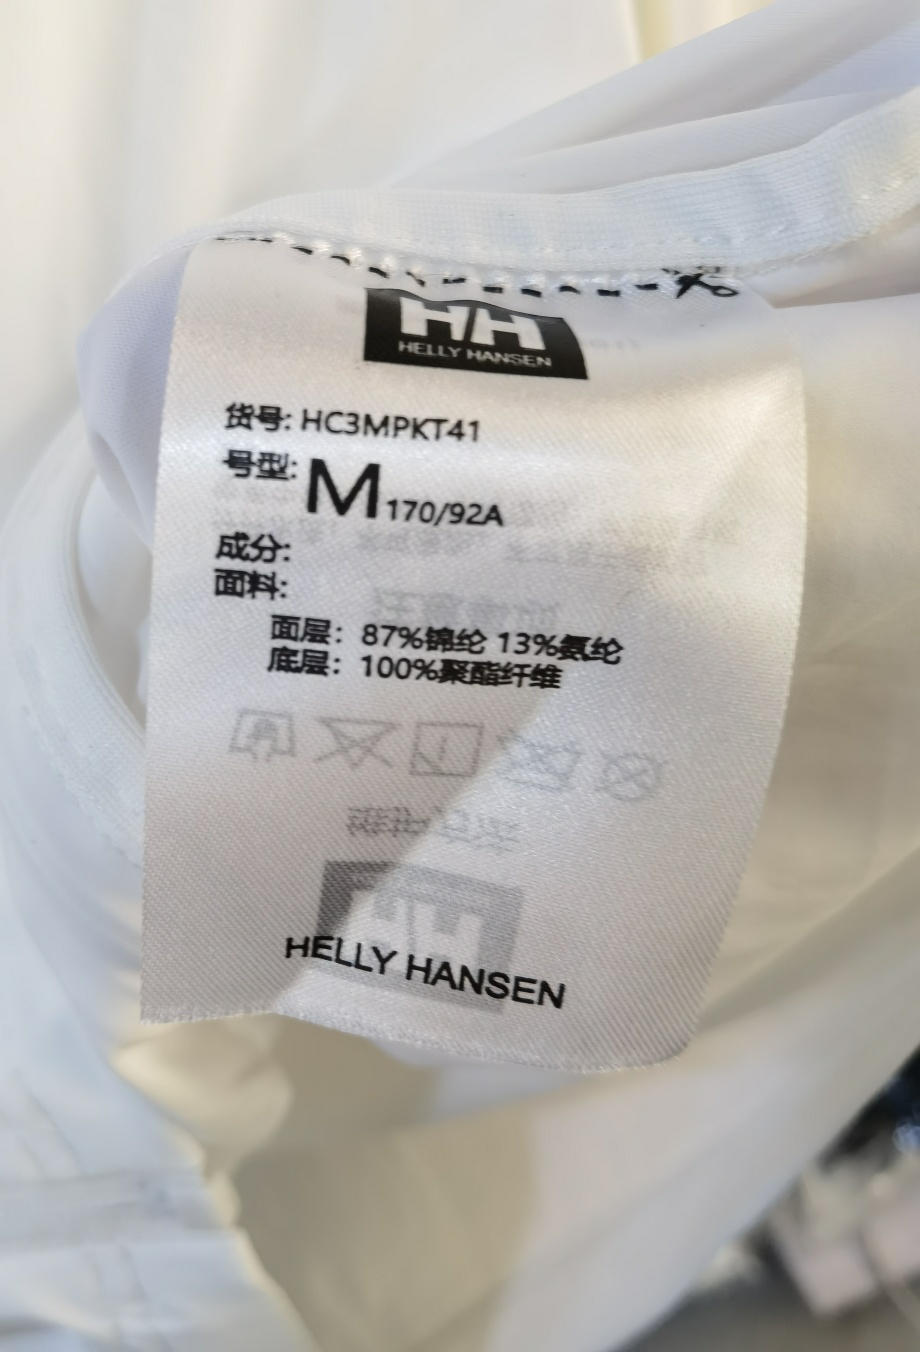 HH
HELLY HANSEN
货号: HC3MPKT41
号型: M 170/92A
成分:
面料:
面层: 87%锦纶 13%氨纶
底层: 100%聚酯纤维
HELLY HANSEN